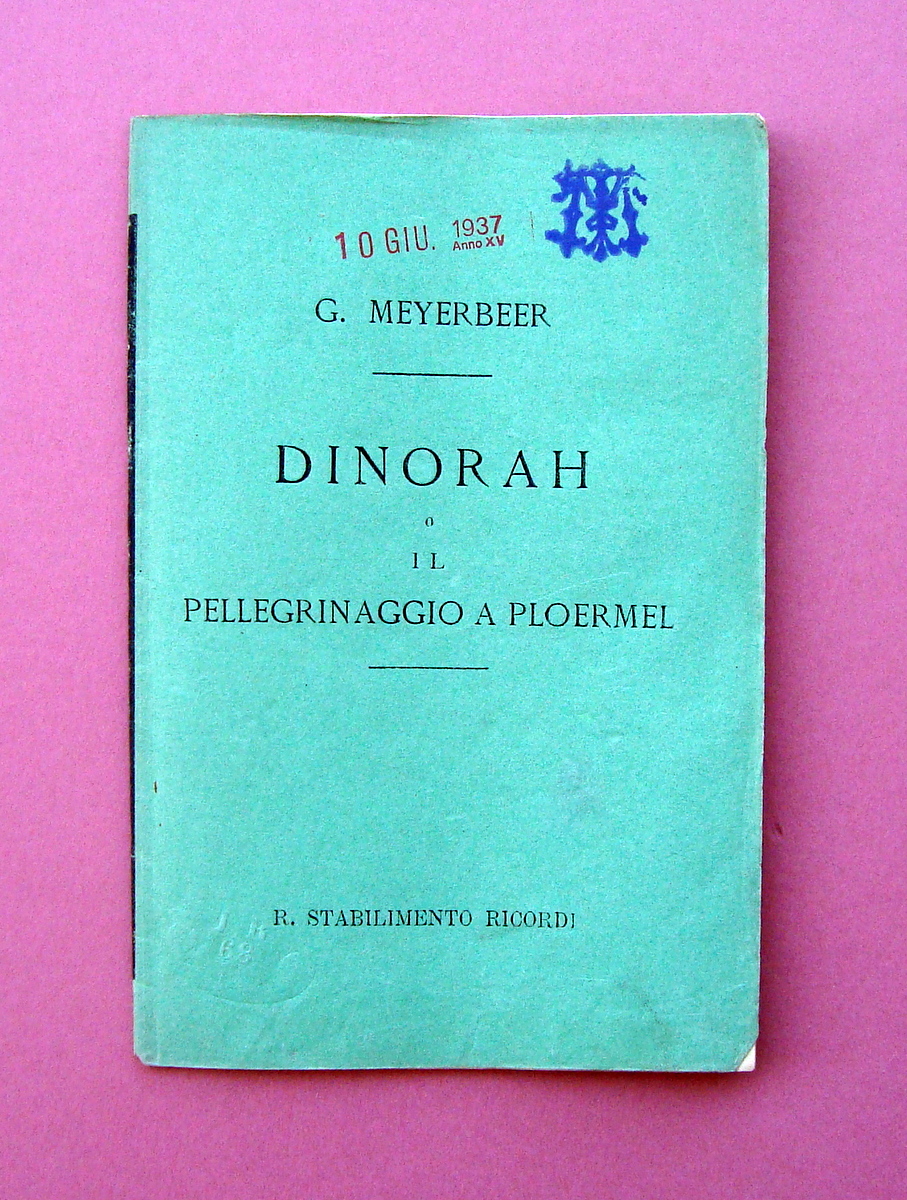 10 GIU. 1937
Anno XV
G. MEYERBEER
DINORAH
o
IL
PELLEGRINAGGIO A PLOERMEL
R. STABILIMENTO RICORDI